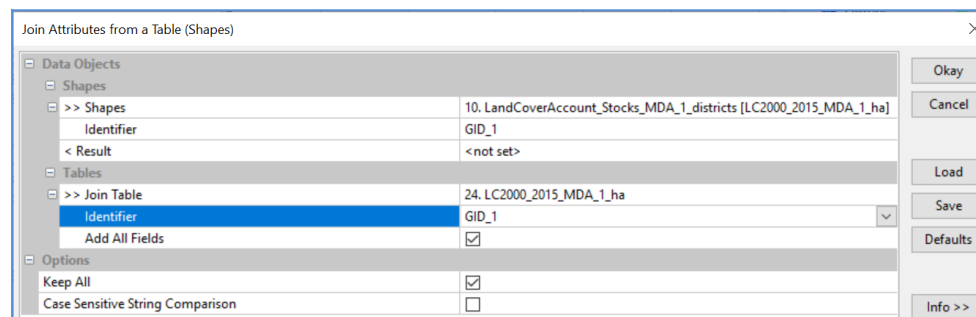 Join Attributes from a Table (Shapes)
Data Objects
Okay
Shapes
>> Shapes 10. LandCoverAccount_Stocks_MDA_1_districts [LC2000_2015_MDA_1_ha]
Cancel
Identifier GID_1
< Result <not set>
Tables
Load
>> Join Table 24. LC2000_2015_MDA_1_ha
Save
Identifier GID_1
Add All Fields
Defaults
Options
Keep All
Case Sensitive String Comparison
Info >>